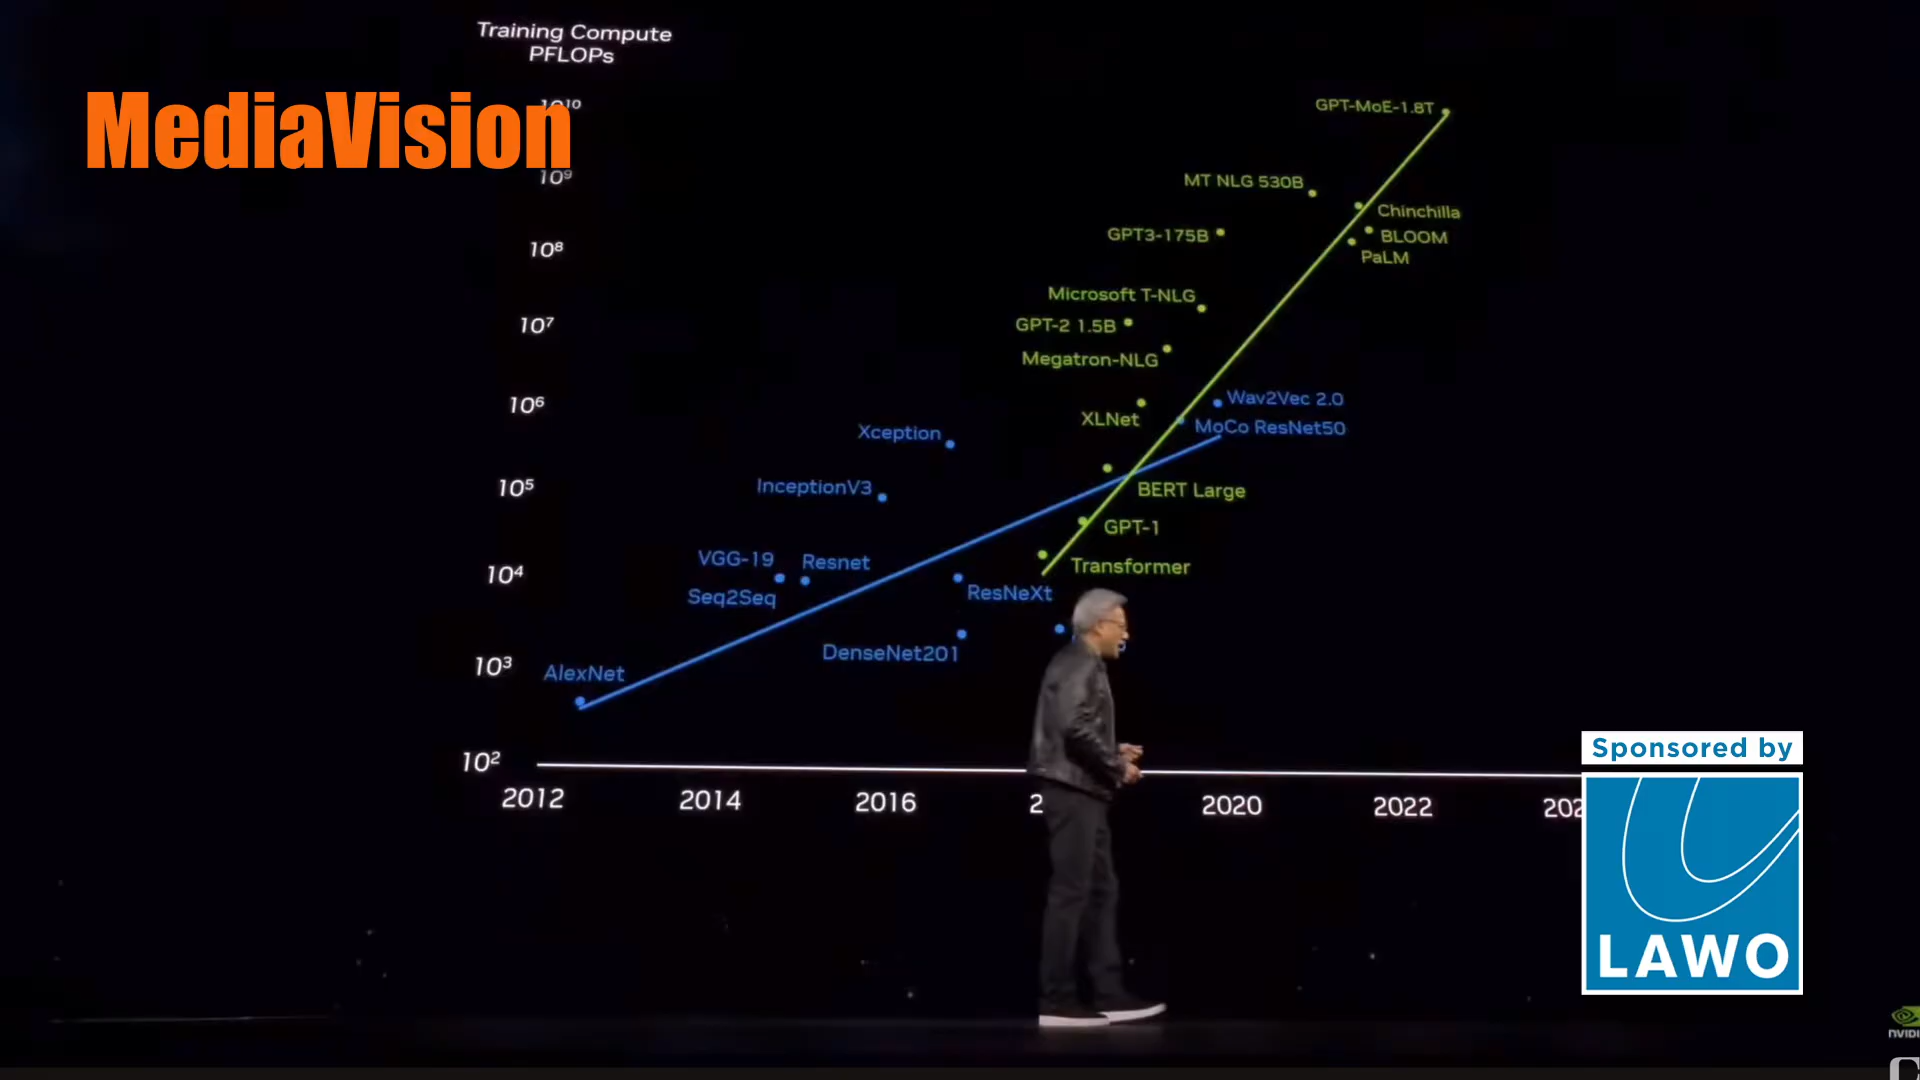 Training Compute
PFLOPs
MediaVision
10¹⁰
10⁹
10⁸
10⁷
10⁶
10⁵
10⁴
10³
10²
GPT-MoE-1.8T
MT NLG 530B
Chinchilla
GPT3-175B
BLOOM
PaLM
Microsoft T-NLG
GPT-2 1.5B
Megatron-NLG
Wav2Vec 2.0
XLNet
MoCo ResNet50
Xception
InceptionV3
BERT Large
GPT-1
VGG-19
Resnet
Transformer
Seq2Seq
ResNeXt
DenseNet201
AlexNet
2012 2014 2016 2020 2022
Sponsored by
LAWO